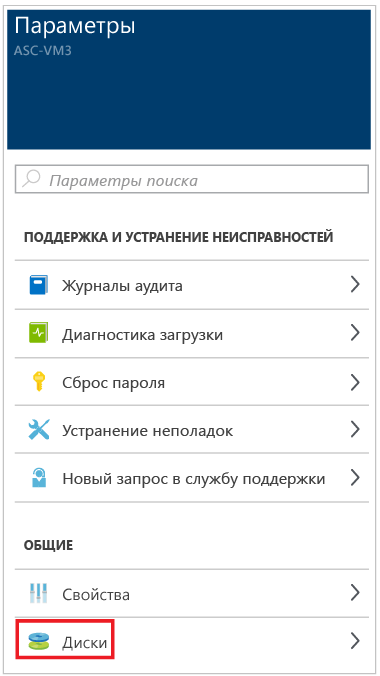 Параметры
ASC-VM3
Параметры поиска
ПОДДЕРЖКА И УСТРАНЕНИЕ НЕИСПРАВНОСТЕЙ
Журналы аудита
Диагностика загрузки
Сброс пароля
Устранение неполадок
Новый запрос в службу поддержки
ОБЩИЕ
Свойства
Диски